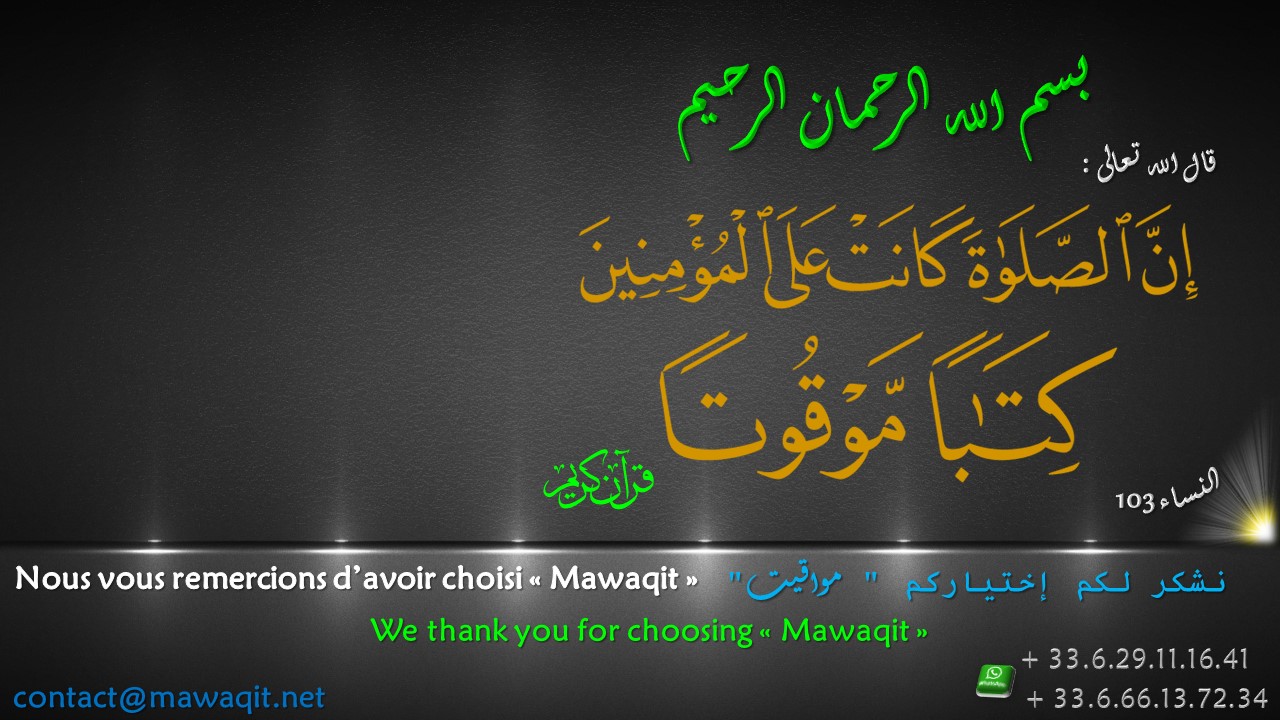 بسم الله الرحمان الرحيم
قال الله تعالى :
إِنَّ ٱلصَّلَوٰةَ كَانَتْ عَلَى ٱلْمُؤْمِنِينَ
كِتَـٰبًا مَّوْقُوتًا
قرآن كريم
النساء 103
Nous vous remercions d’avoir choisi « Mawaqit »
نشكر لكم إختياركم " مواقيت "
We thank you for choosing « Mawaqit »
WhatsApp
+ 33.6.29.11.16.41
+ 33.6.66.13.72.34
contact@mawaqit.net